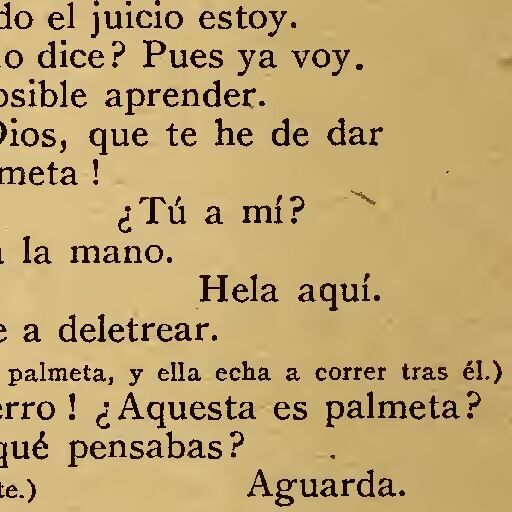 do el juicio estoy.
o dice? Pues ya voy.
osible aprender.
Dios, que te he de dar
meta!
¿Tú a mí?
la mano.
Hela aquí.
e a deletrear.
palmeta, y ella echa a correr tras él.)
erro! ¿Aquesta es palmeta?
qué pensabas?
te.) Aguarda.